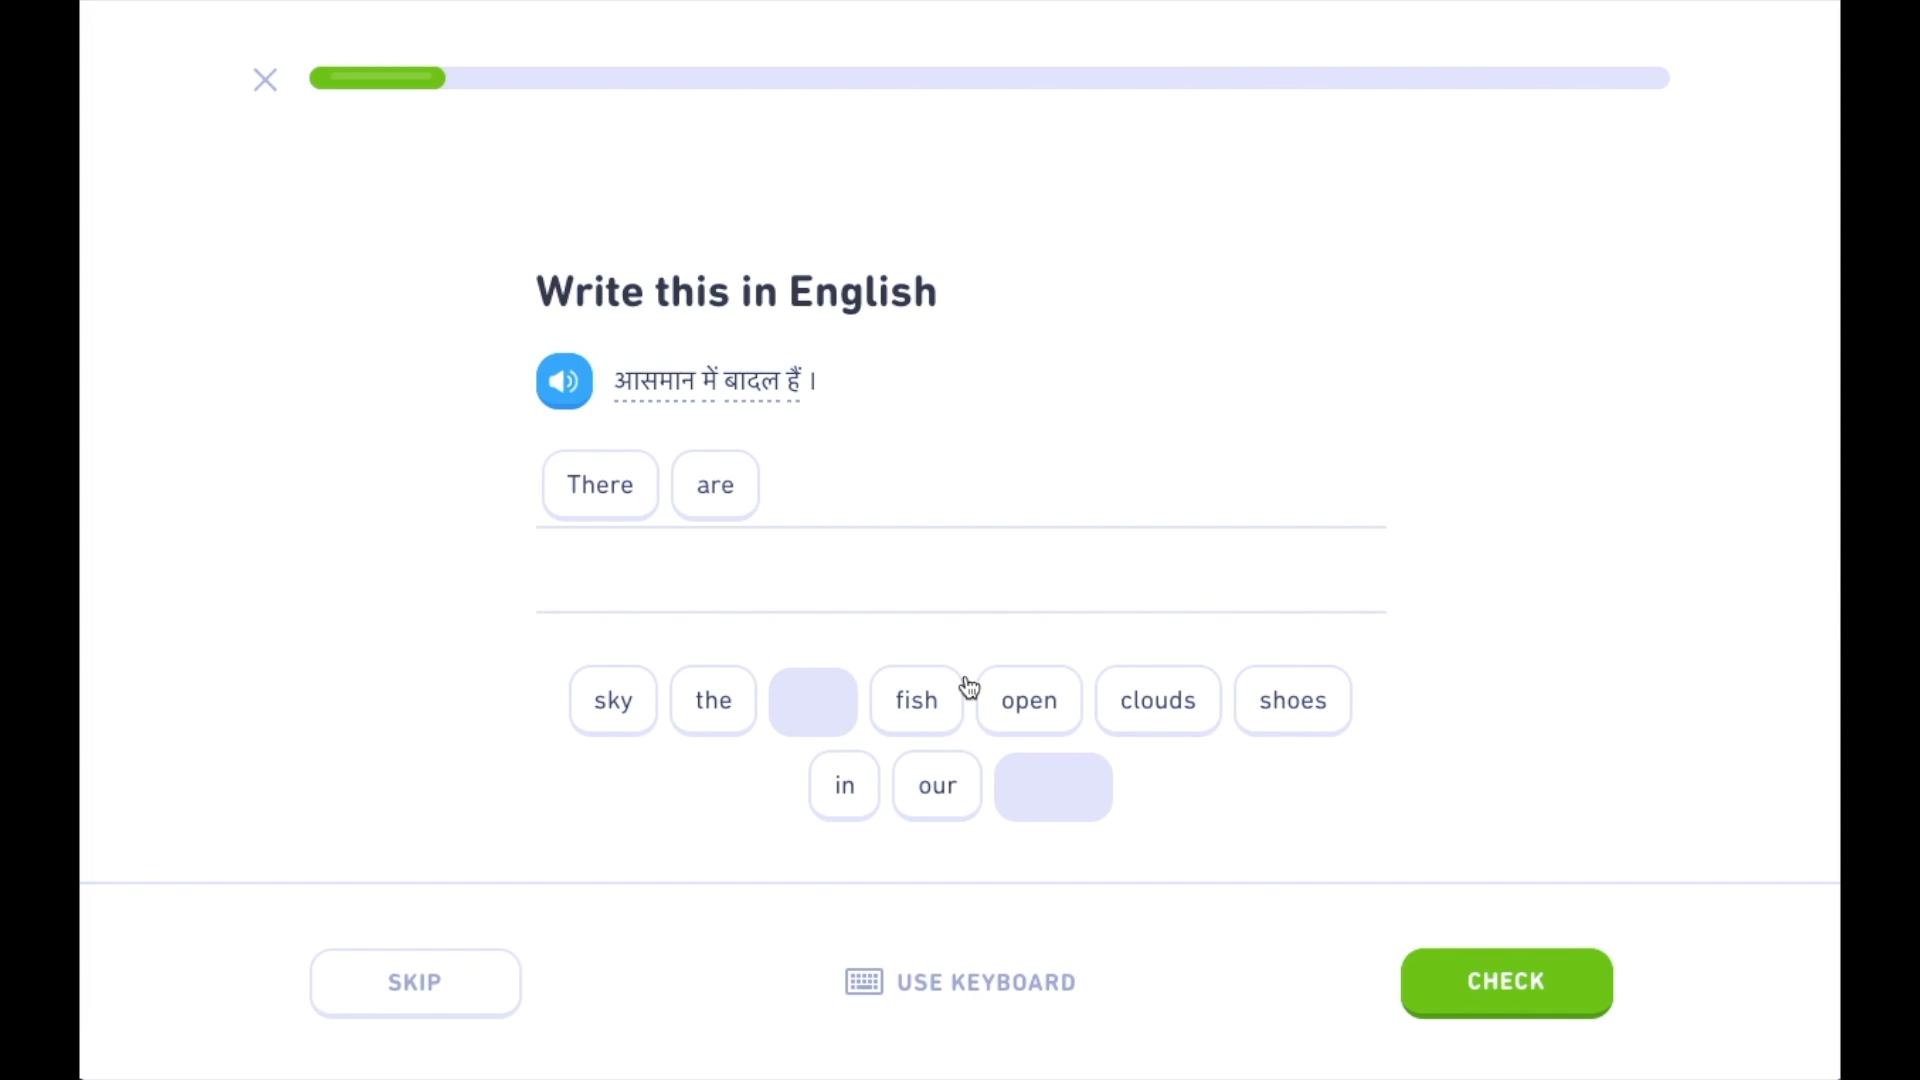 Write this in English
आसमान में बादल हैं ।
There are
sky the fish open clouds shoes
in our
SKIP USE KEYBOARD CHECK